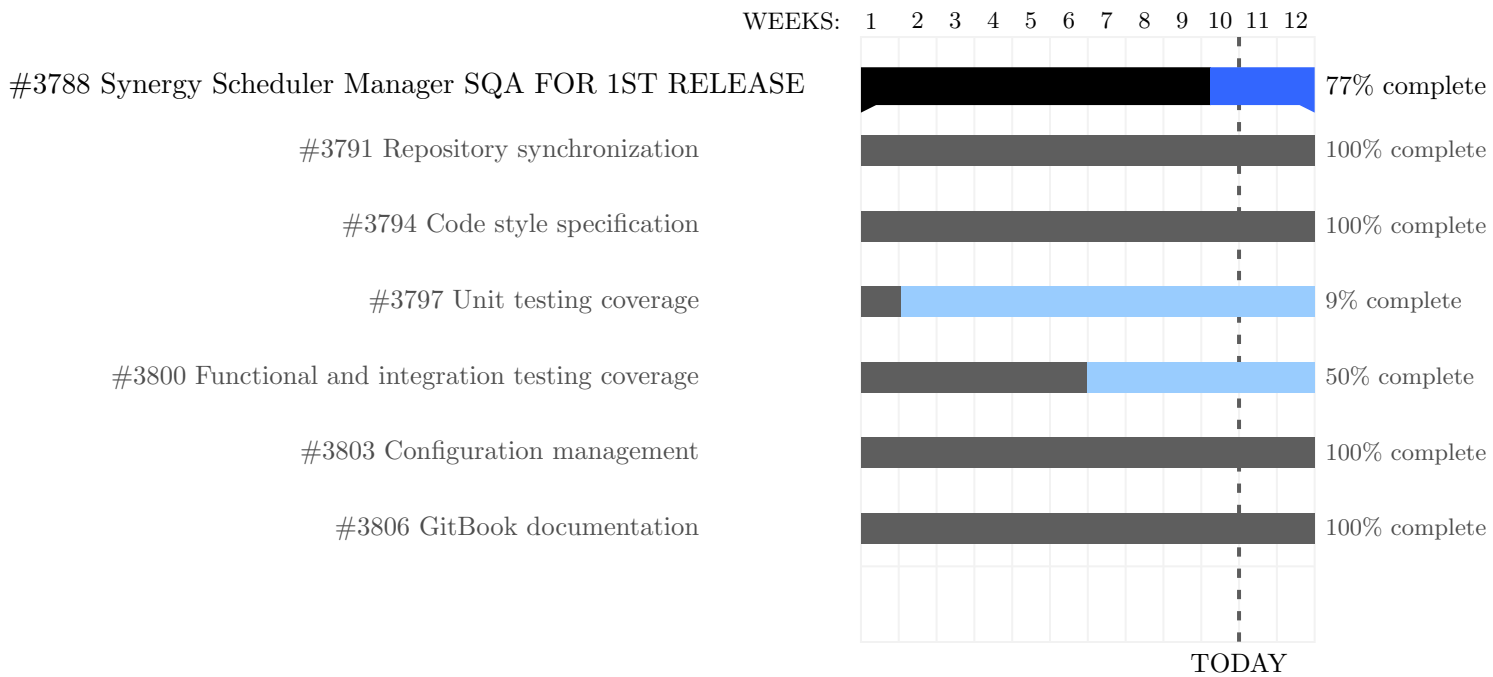 WEEKS: 1 2 3 4 5 6 7 8 9 10 11 12
#3788 Synergy Scheduler Manager SQA FOR 1ST RELEASE 77% complete
#3791 Repository synchronization 100% complete
#3794 Code style specification 100% complete
#3797 Unit testing coverage 9% complete
#3800 Functional and integration testing coverage 50% complete
#3803 Configuration management 100% complete
#3806 GitBook documentation 100% complete
TODAY